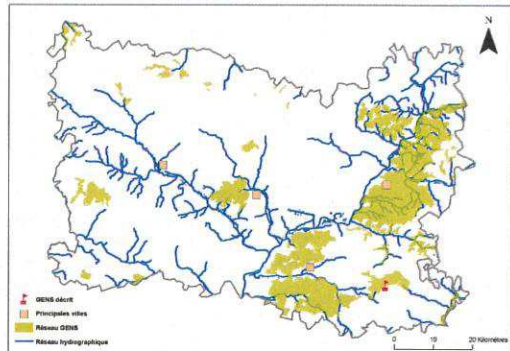 N
GENS décrit
Principales villes
Réseau GENS
Réseau hydrographique
0 10 20 Kilomètres